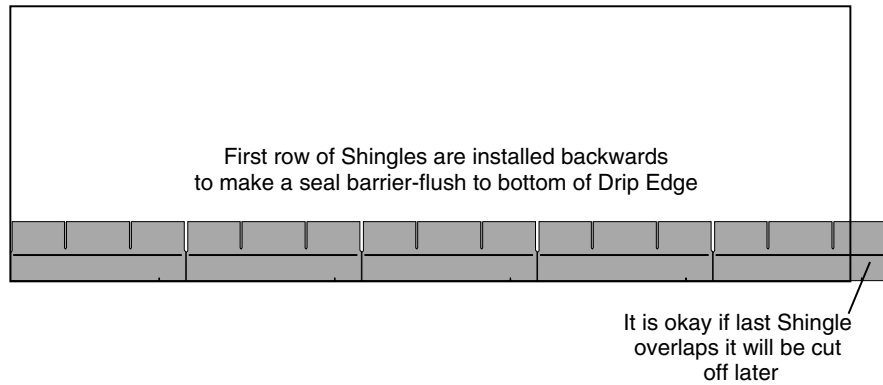 First row of Shingles are installed backwards
to make a seal barrier-flush to bottom of Drip Edge
It is okay if last Shingle
overlaps it will be cut
off later